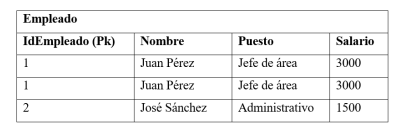 Empleado
IdEmpleado (Pk) Nombre Puesto Salario
1 Juan Pérez Jefe de área 3000
1 Juan Pérez Jefe de área 3000
2 José Sánchez Administrativo 1500